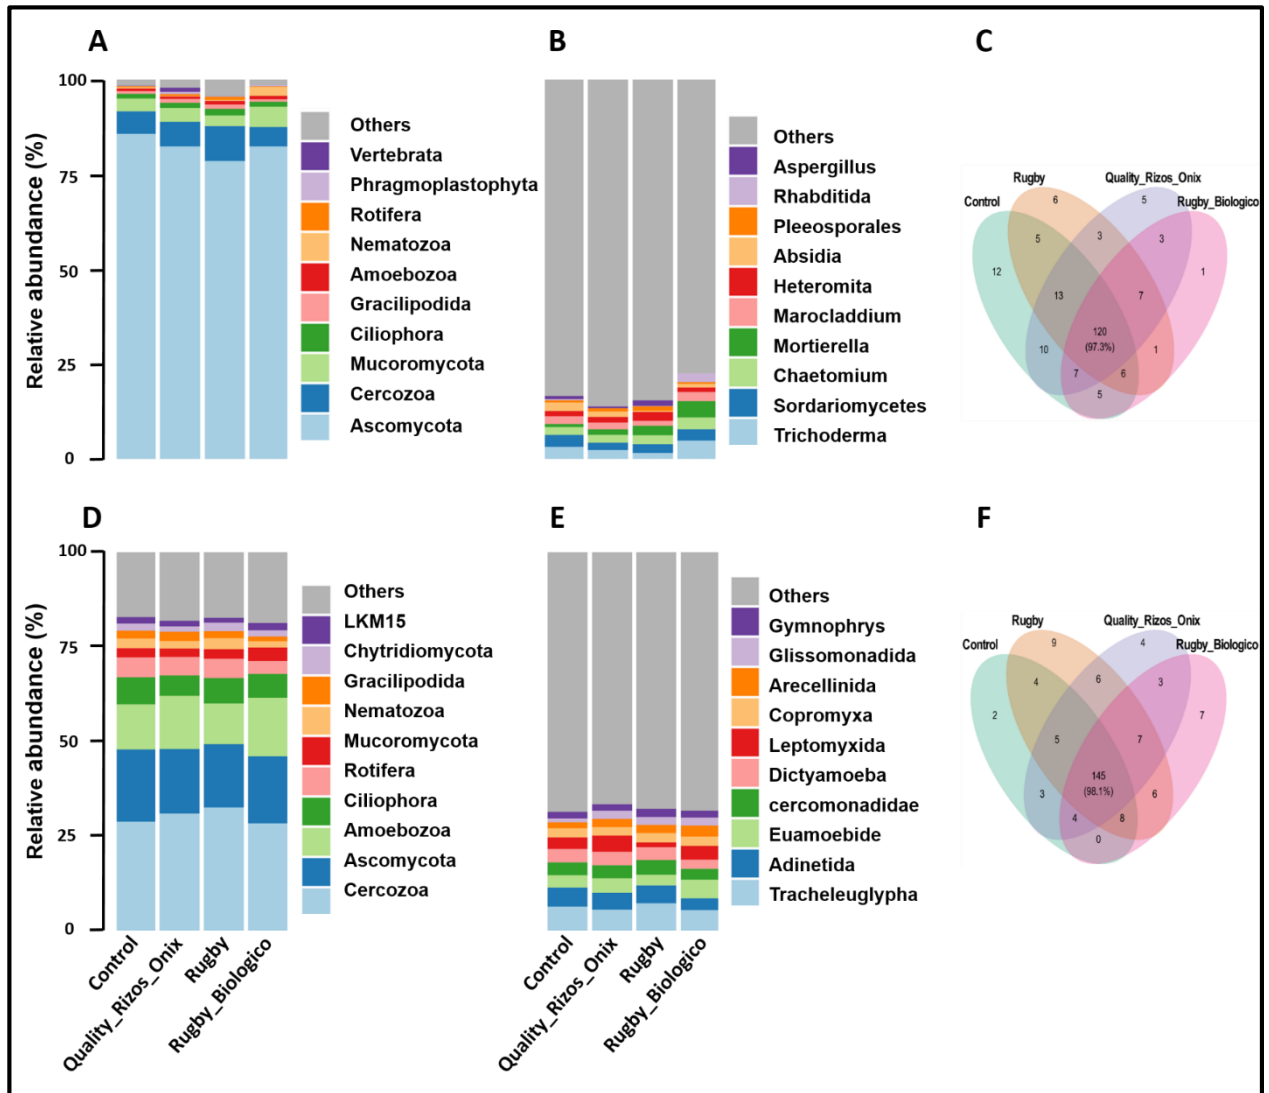 A
B
C
Relative abundance (%)
100
75
50
25
0
Others
Vertebrata
Phragmoplastophyta
Rotifera
Nematozoa
Amoebozoa
Gracilipodida
Ciliophora
Mucoromycota
Cercozoa
Ascomycota
Others
Aspergillus
Rhabditida
Pleeosporales
Absidia
Heteromita
Marocladdium
Mortierella
Chaetomium
Sordariomycetes
Trichoderma
Control
Rugby
Quality_Rizos_Onix
Rugby_Biologico
6
5
5
3
3
12
1
13
7
120
(97.3%)
10
1
7
6
5
D
E
F
Relative abundance (%)
100
75
50
25
0
Control
Quality_Rizos_Onix
Rugby
Rugby_Biologico
Others
LKM15
Chytridiomycota
Gracilipodida
Nematozoa
Mucoromycota
Rotifera
Ciliophora
Amoebozoa
Ascomycota
Cercozoa
Control
Quality_Rizos_Onix
Rugby
Rugby_Biologico
Others
Gymnophrys
Glissomonadida
Arecellinida
Copromyxa
Leptomyxida
Dictyamoeba
cercomonadidae
Euamoebide
Adinetida
Tracheleuglypha
Control
Rugby
Quality_Rizos_Onix
Rugby_Biologico
9
4
4
6
3
2
7
5
7
145
(98.1%)
3
6
4
8
0